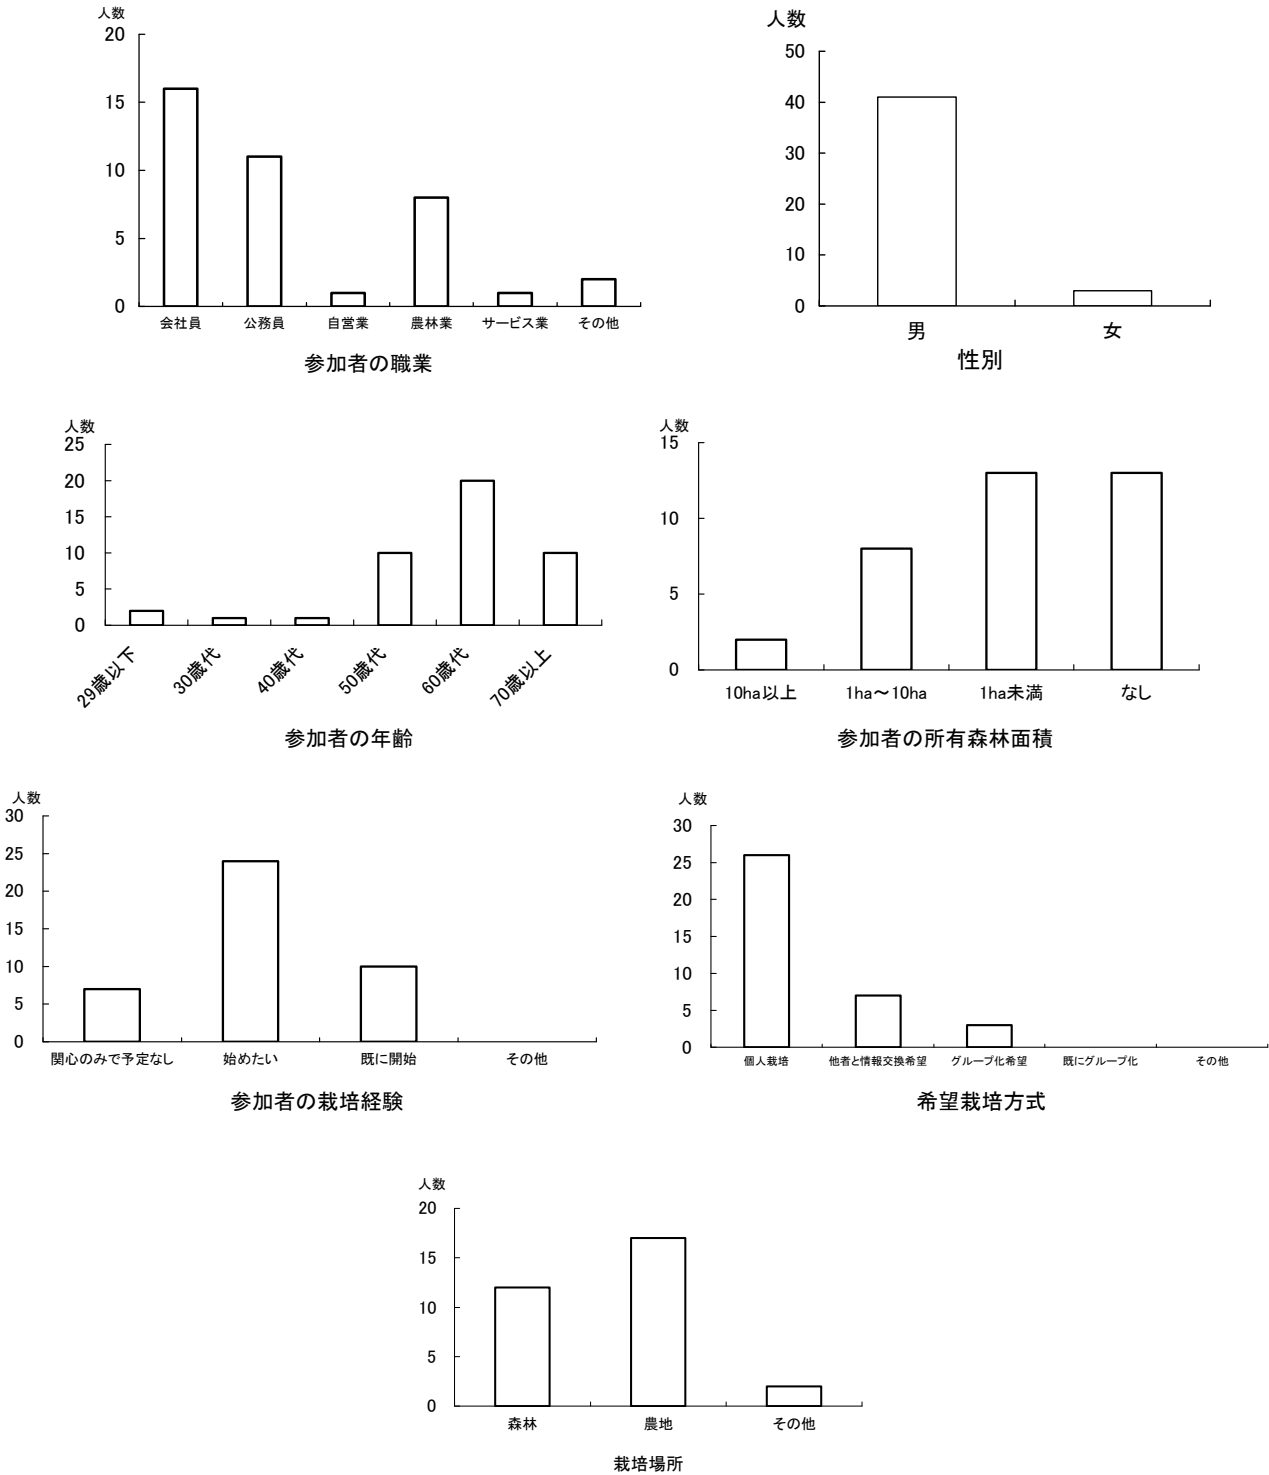 人数
20
15
10
5
0
会社員 公務員 自営業 農林業 サービス業 その他
参加者の職業
人数
50
40
30
20
10
0
男 女
性別
人数
25
20
15
10
5
0
29歳以下 30歳代 40歳代 50歳代 60歳代 70歳以上
参加者の年齢
人数
15
10
5
0
10ha以上 1ha～10ha 1ha未満 なし
参加者の所有森林面積
人数
30
25
20
15
10
5
0
関心のみで予定なし 始めたい 既に開始 その他
参加者の栽培経験
人数
30
25
20
15
10
5
0
個人栽培 他者と情報交換希望 グループ化希望 既にグループ化 その他
希望栽培方式
人数
20
15
10
5
0
森林 農地 その他
栽培場所